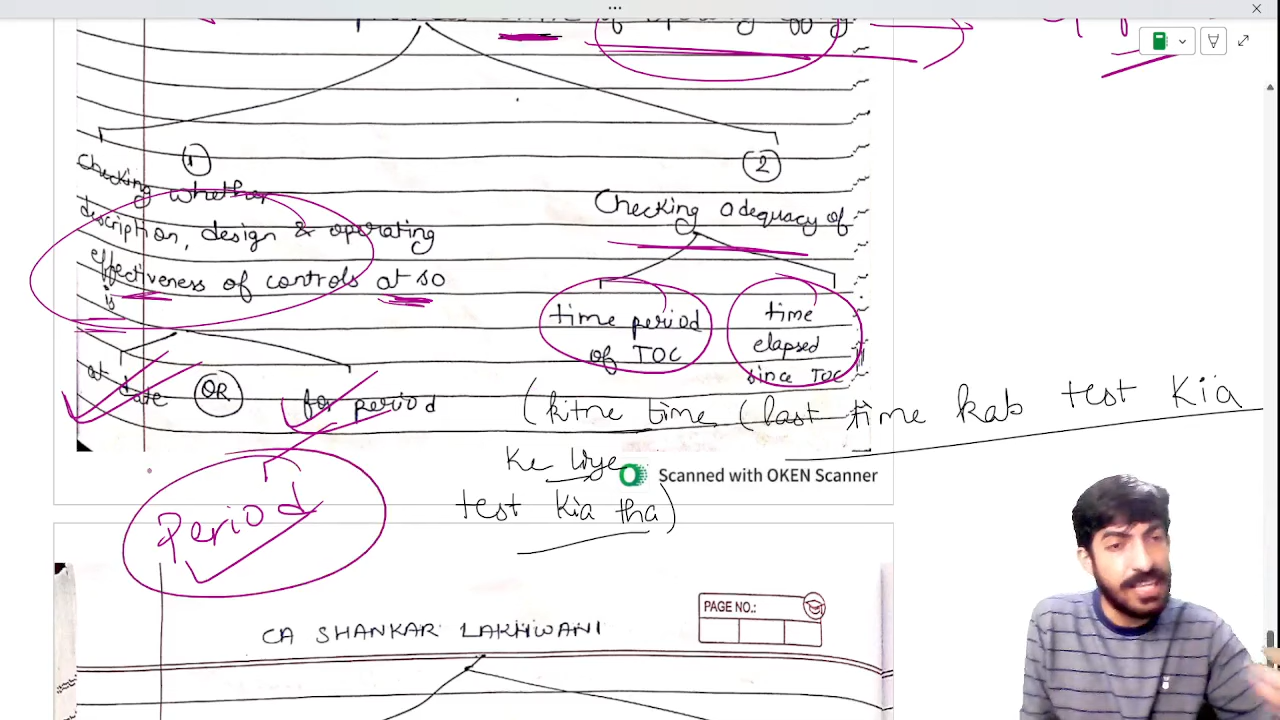 1
2
Checking whether
description, design & operating
effectiveness of controls at SO
is
at date
OR
for period
Checking adequacy of
time period
of TOC
time
elapsed
since TOC
(kitne time
ke liye
test kia tha)
(last time kab test kia
Period
Scanned with OKEN Scanner
PAGE NO.:
CA SHANKAR LAKHWANI